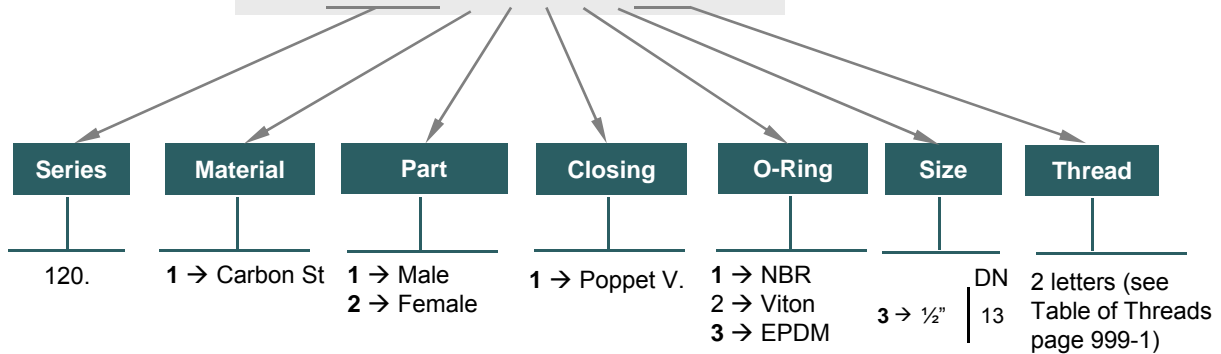 Series Material Part Closing O-Ring Size Thread
120.
1 → Carbon St
1 → Male
2 → Female
1 → Poppet V.
1 → NBR
2 → Viton
3 → EPDM
DN
3 → ½” 13
2 letters (see
Table of Threads
page 999-1)